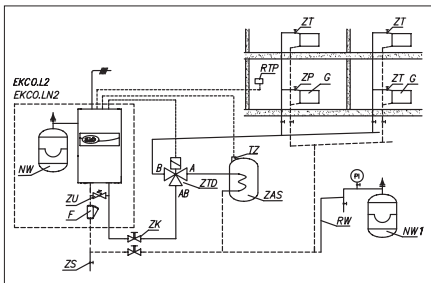 ZT
ZT
RTP
ZP G
ZT G
EKCO.L2
EKCO.LN2
NW
TZ
B
A
ZTD
AB
ZAS
PI
ZU
F
ZK
RW
NW1
ZS